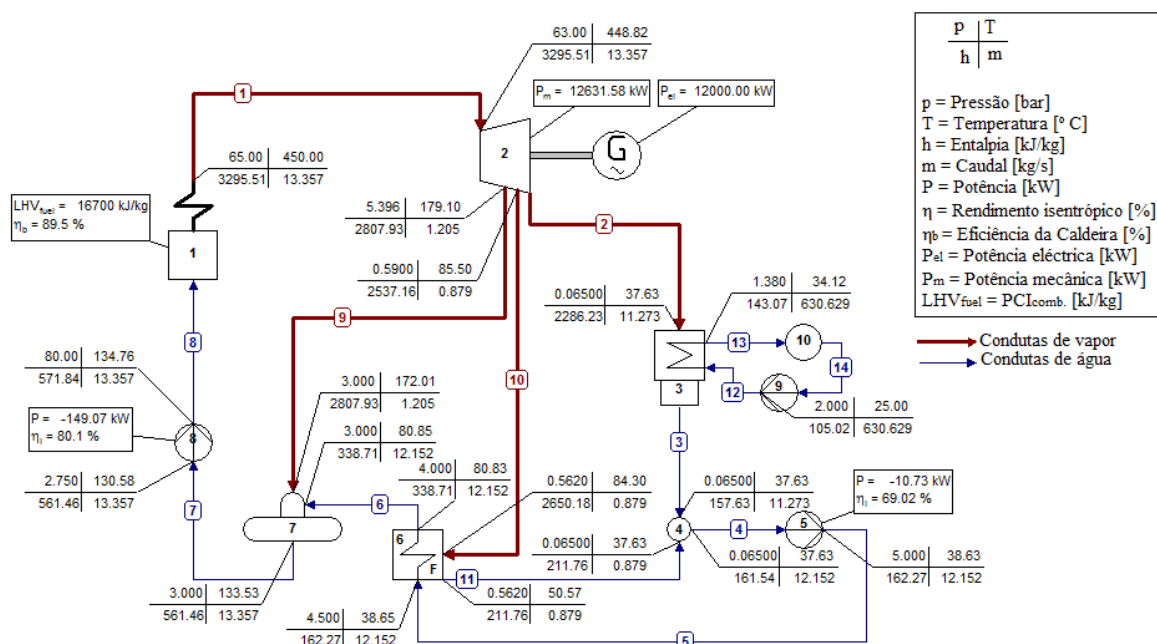 63.00 448.82
3295.51 13.357
p T
h m
p = Pressão [bar]
T = Temperatura [º C]
h = Entalpia [kJ/kg]
m = Caudal [kg/s]
P = Potência [kW]
η = Rendimento isentrópico [%]
ηb = Eficiência da Caldeira [%]
Pel = Potência eléctrica [kW]
Pm = Potência mecânica [kW]
LHVfuel = PCIcomb. [kJ/kg]
Condutas de vapor
Condutas de água
1
Pm = 12631.58 kW
Pel = 12000.00 kW
2
G
~
65.00 450.00
3295.51 13.357
LHVfuel = 16700 kJ/kg
ηb = 89.5 %
1
5.396 179.10
2807.93 1.205
2
0.5900 85.50
2537.16 0.879
0.06500 37.63
2286.23 11.273
1.380 34.12
143.07 630.629
9
8
13
10
14
12
9
3
10
80.00 134.76
571.84 13.357
3.000 172.01
2807.93 1.205
2.000 25.00
105.02 630.629
P = -149.07 kW
ηi = 80.1 %
8
3.000 80.85
338.71 12.152
3
2.750 130.58
561.46 13.357
4.000 80.83
338.71 12.152
0.5620 84.30
2650.18 0.879
0.06500 37.63
157.63 11.273
P = -10.73 kW
ηi = 69.02 %
7
7
6
6
F
4
4
5
0.06500 37.63
211.76 0.879
0.06500 37.63
161.54 12.152
5.000 38.63
162.27 12.152
11
3.000 133.53
561.46 13.357
0.5620 50.57
211.76 0.879
4.500 38.65
162.27 12.152
5